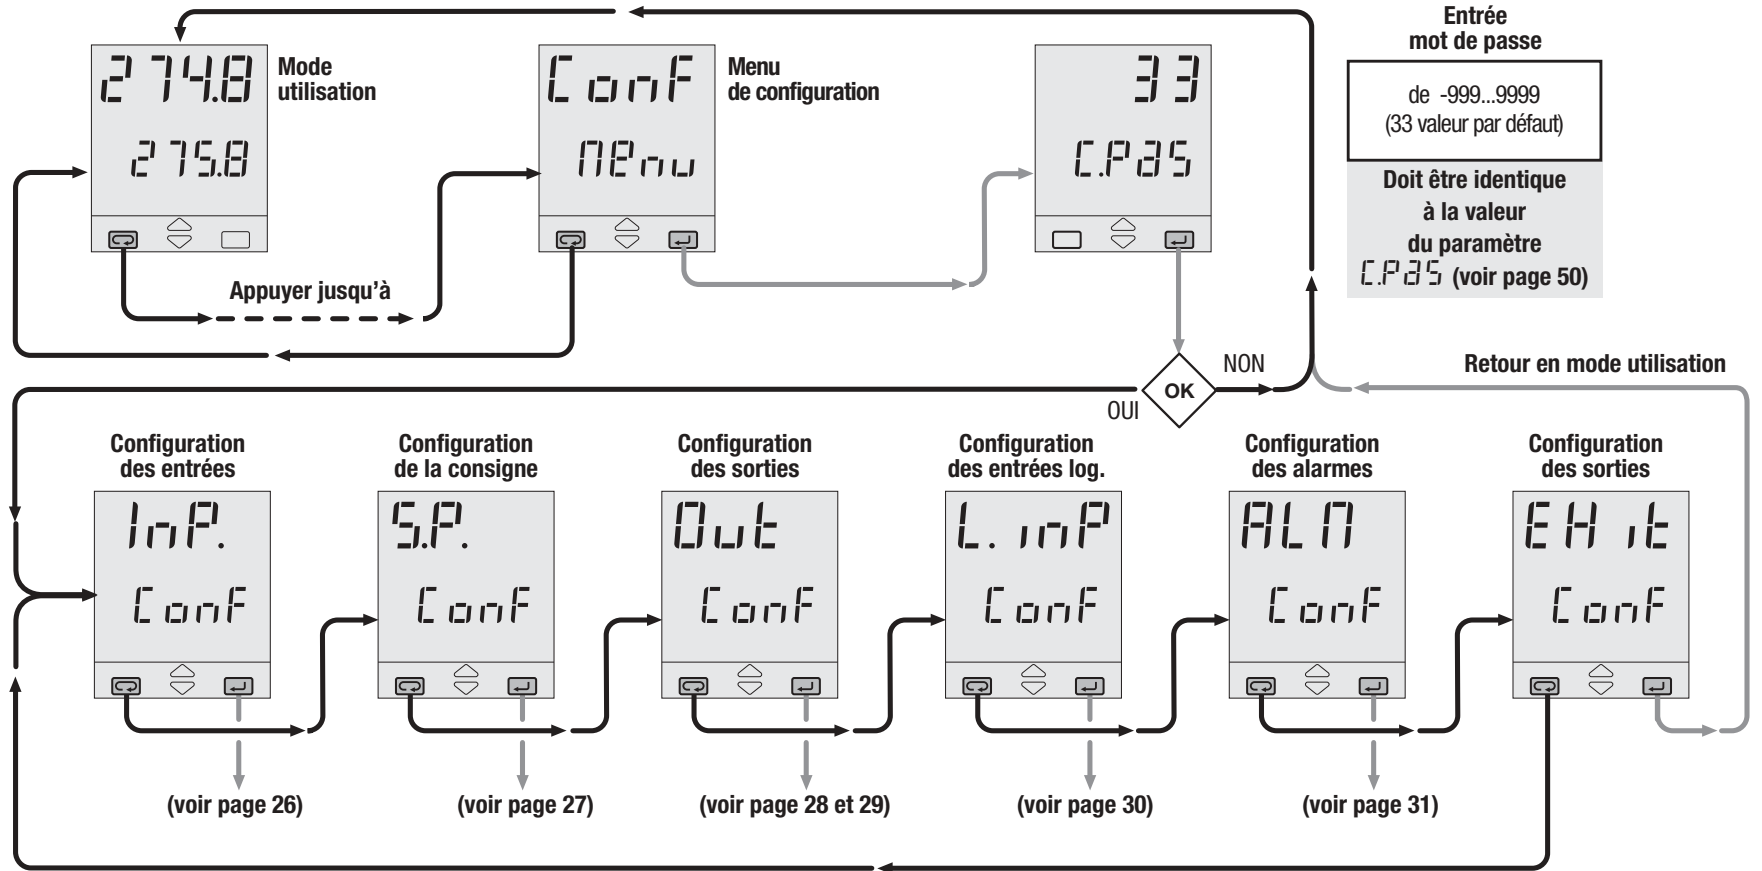 274.8
275.8
Mode
utilisation
ConF
MEnu
Menu
de configuration
33
C.PaS
Entrée
mot de passe
de -999...9999
(33 valeur par défaut)
Doit être identique
à la valeur
du paramètre
C.PaS (voir page 50)
Appuyer jusqu'à
OK
NON
OUI
Retour en mode utilisation
Configuration
des entrées
InP.
ConF
(voir page 26)
Configuration
de la consigne
S.P.
ConF
(voir page 27)
Configuration
des sorties
Out
ConF
(voir page 28 et 29)
Configuration
des entrées log.
L. inP
ConF
(voir page 30)
Configuration
des alarmes
ALM
ConF
(voir page 31)
Configuration
des sorties
EHit
ConF